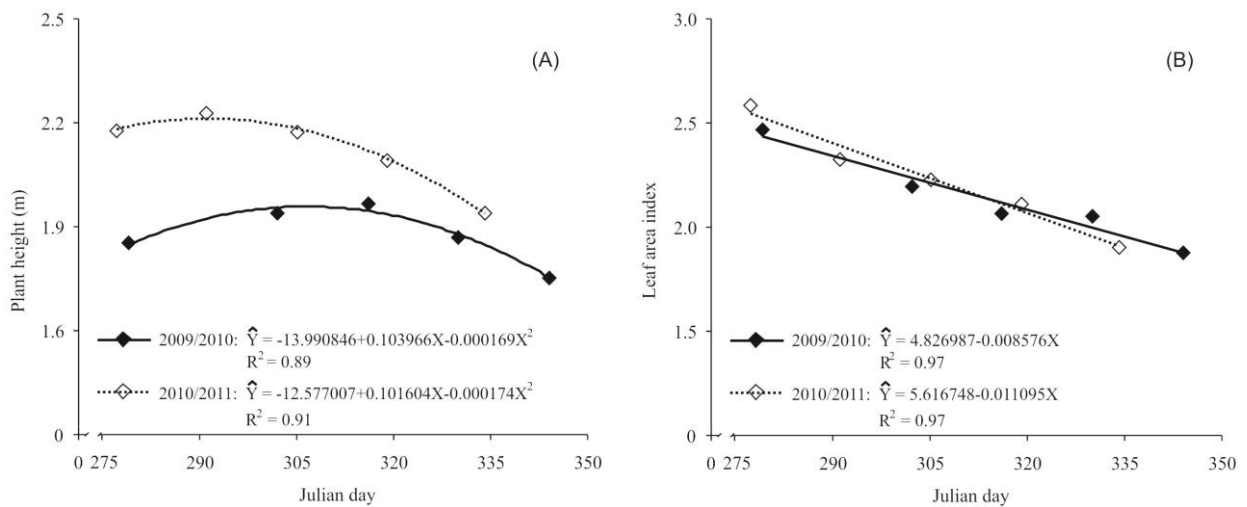 2.5
(A)
2.2
1.9
1.6
0
Plant height (m)
2009/2010: Ŷ = -13.990846+0.103966X-0.000169X²
R² = 0.89
2010/2011: Ŷ = -12.577007+0.101604X-0.000174X²
R² = 0.91
0 275 290 305 320 335 350
Julian day
3.0
(B)
2.5
2.0
1.5
0
Leaf area index
2009/2010: Ŷ = 4.826987-0.008576X
R² = 0.97
2010/2011: Ŷ = 5.616748-0.011095X
R² = 0.97
0 275 290 305 320 335 350
Julian day